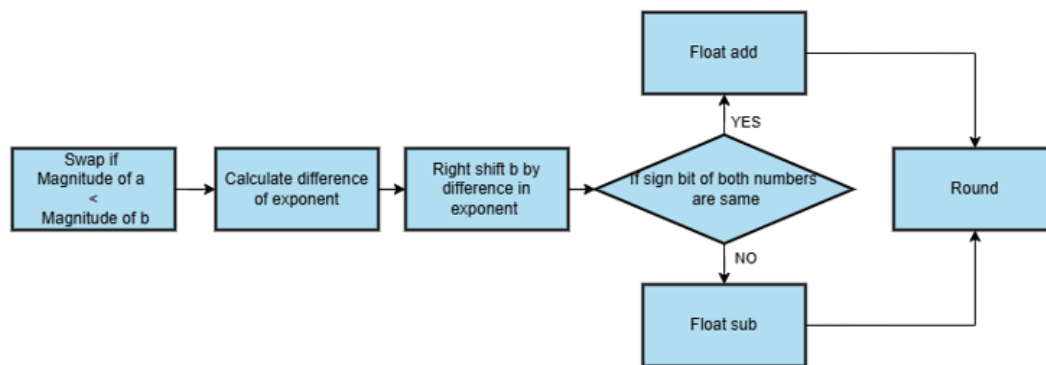 Swap if
Magnitude of a
<
Magnitude of b
Calculate difference
of exponent
Right shift b by
difference in
exponent
If sign bit of both numbers
are same
YES
Float add
NO
Float sub
Round